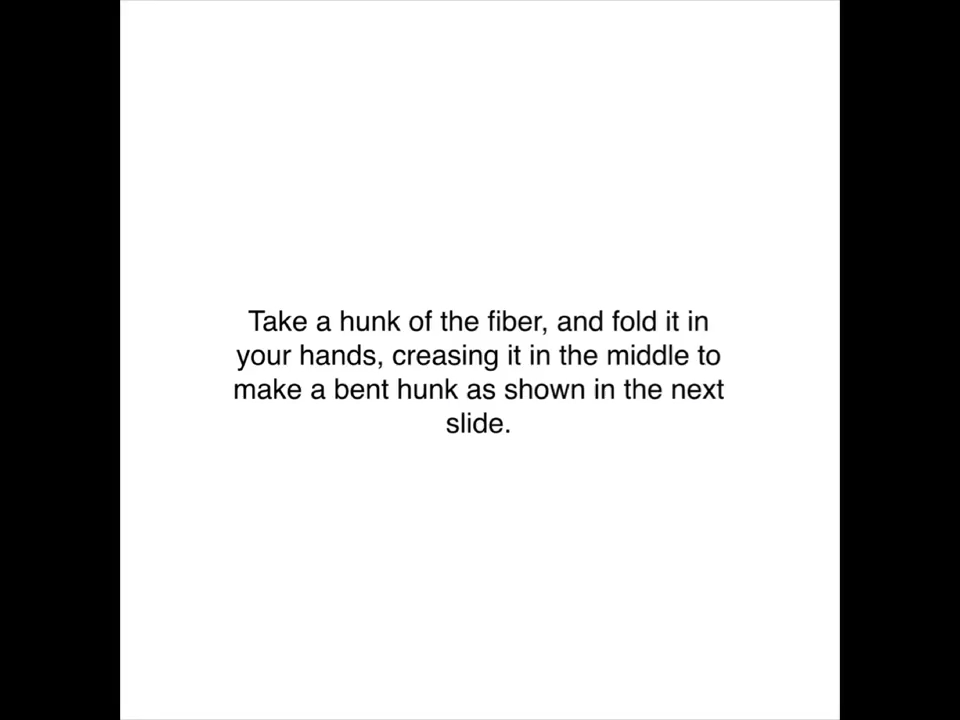 Take a hunk of the fiber, and fold it in
your hands, creasing it in the middle to
make a bent hunk as shown in the next
slide.